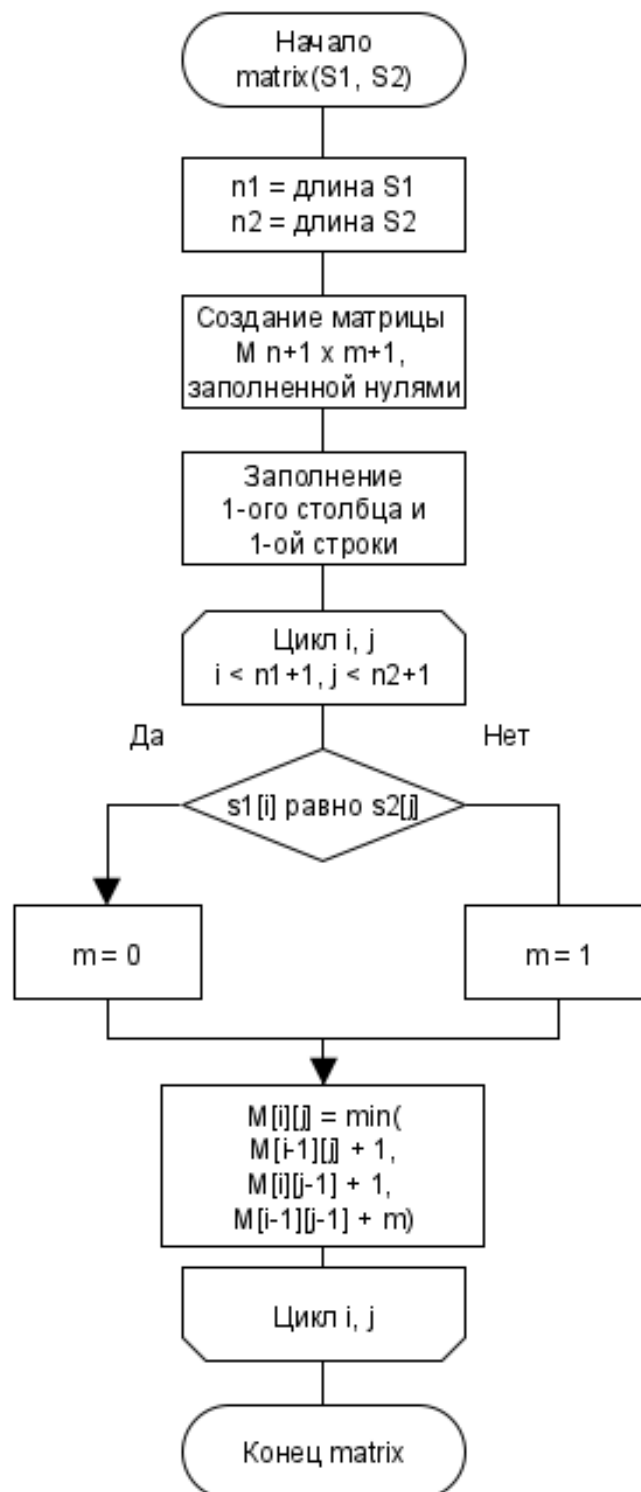 Начало
matrix(S1, S2)
n1 = длина S1
n2 = длина S2
Создание матрицы
M n+1 x m+1,
заполненной нулями
Заполнение
1-ого столбца и
1-ой строки
Цикл i, j
i < n1+1, j < n2+1
Да
Нет
s1[i] равно s2[j]
m = 0
m = 1
M[i][j] = min(
M[i-1][j] + 1,
M[i][j-1] + 1,
M[i-1][j-1] + m)
Цикл i, j
Конец matrix